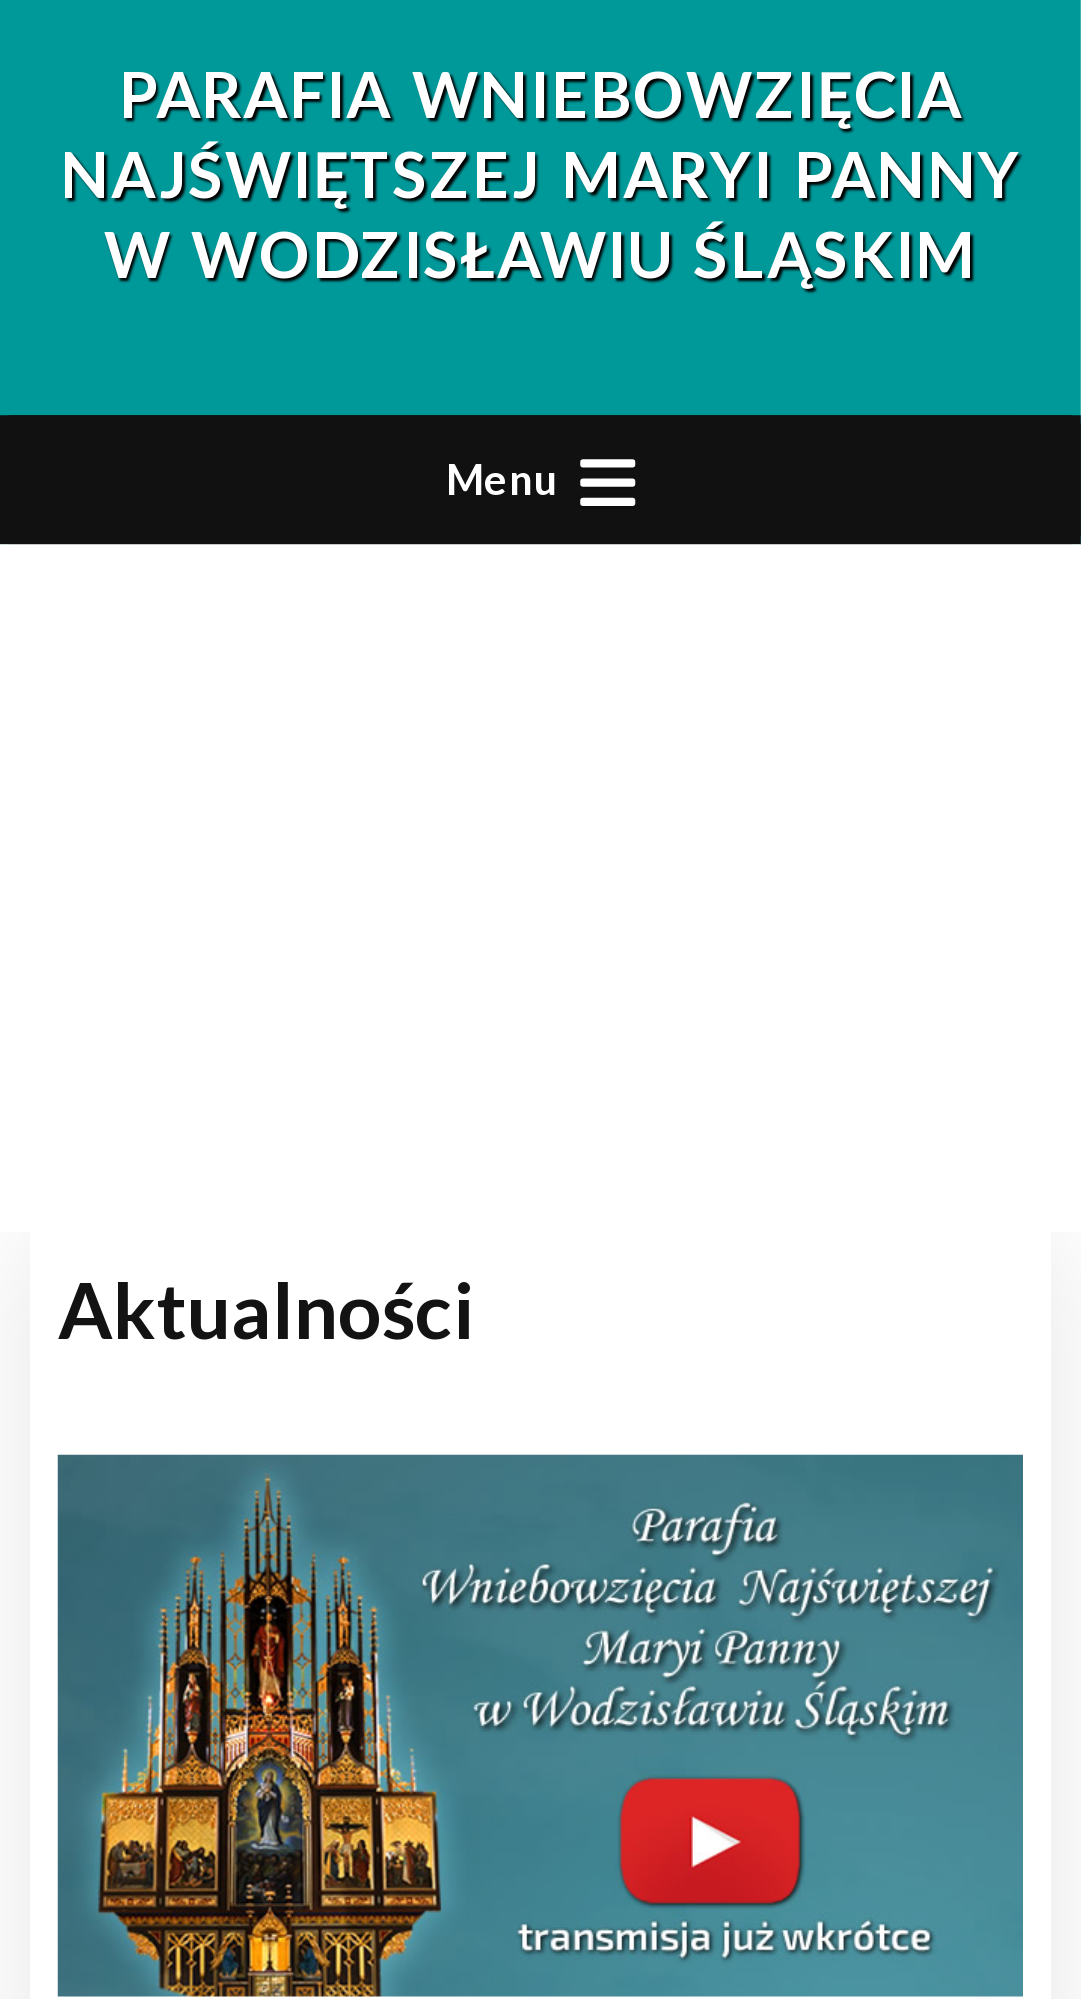 PARAFIA WNIEBOWZIĘCIA
NAJŚWIĘTSZEJ MARYI PANNY
W WODZISŁAWIU ŚLĄSKIM
Menu
Aktualności
Parafia
Wniebowzięcia Najświętszej
Maryi Panny
w Wodzisławiu Śląskim
transmisja już wkrótce